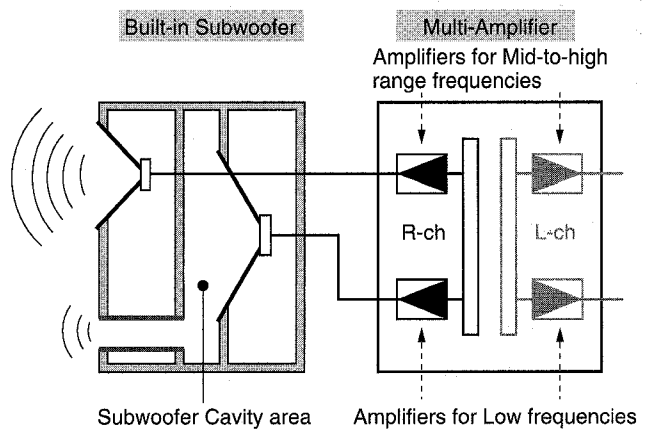 Built-in Subwoofer
Multi-Amplifier
Amplifiers for Mid-to-high
range frequencies
R-ch
L-ch
Subwoofer Cavity area
Amplifiers for Low frequencies